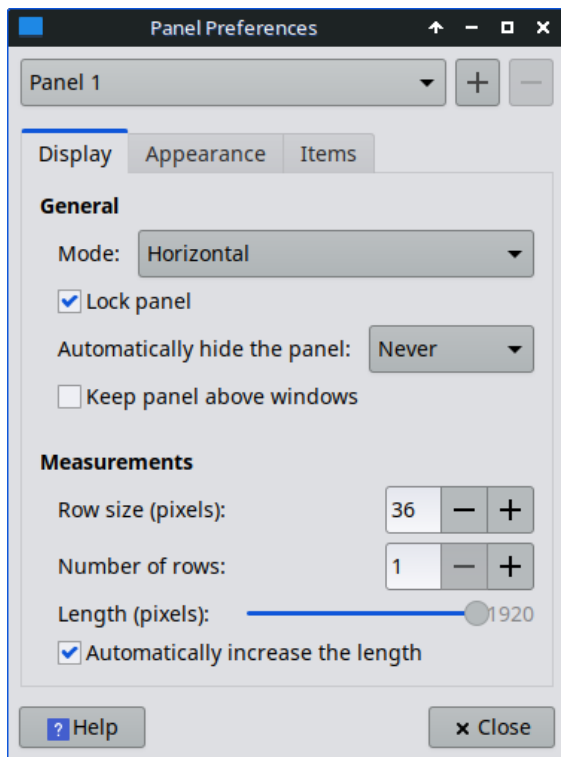 Panel Preferences
Panel 1
Display Appearance Items
General
Mode: Horizontal
Lock panel
Automatically hide the panel: Never
Keep panel above windows
Measurements
Row size (pixels): 36
Number of rows: 1
Length (pixels): 1920
Automatically increase the length
? Help × Close